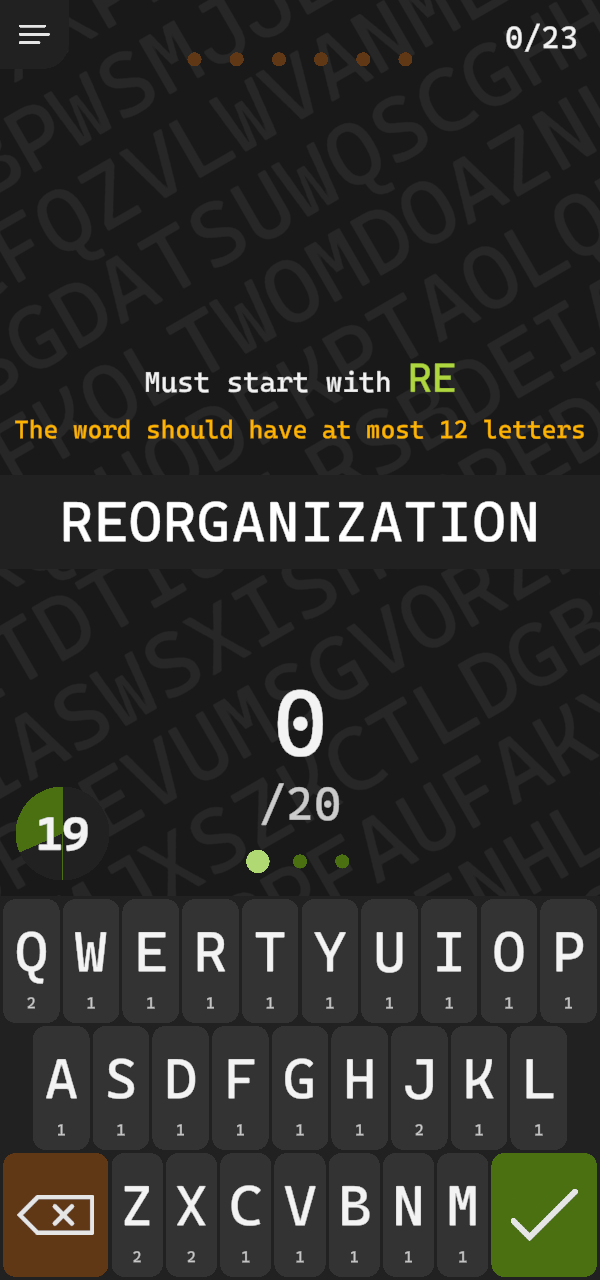 0/23
Must start with RE
The word should have at most 12 letters
REORGANIZATION
0
/20
19
Q W E R T Y U I O P
2 1 1 1 1 1 1 1 1 1
A S D F G H J K L
1 1 1 1 1 1 2 1 1
Z X C V B N M
2 2 1 1 1 1 1